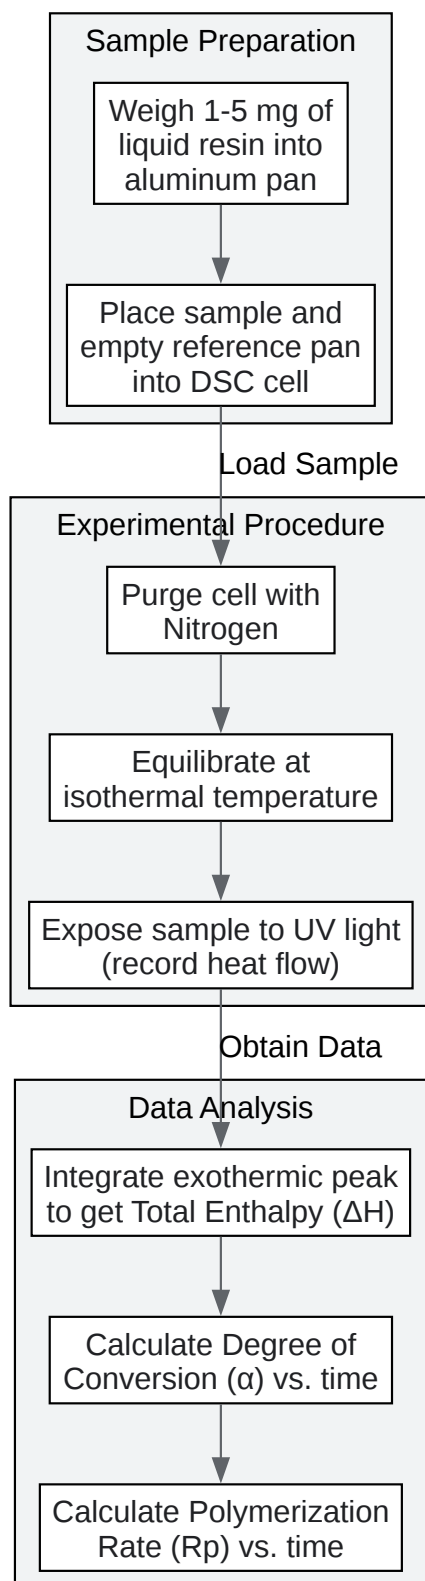 Sample Preparation
Weigh 1-5 mg of
liquid resin into
aluminum pan
Place sample and
empty reference pan
into DSC cell
Load Sample
Experimental Procedure
Purge cell with
Nitrogen
Equilibrate at
isothermal temperature
Expose sample to UV light
(record heat flow)
Obtain Data
Data Analysis
Integrate exothermic peak
to get Total Enthalpy (ΔH)
Calculate Degree of
Conversion (α) vs. time
Calculate Polymerization
Rate (Rp) vs. time